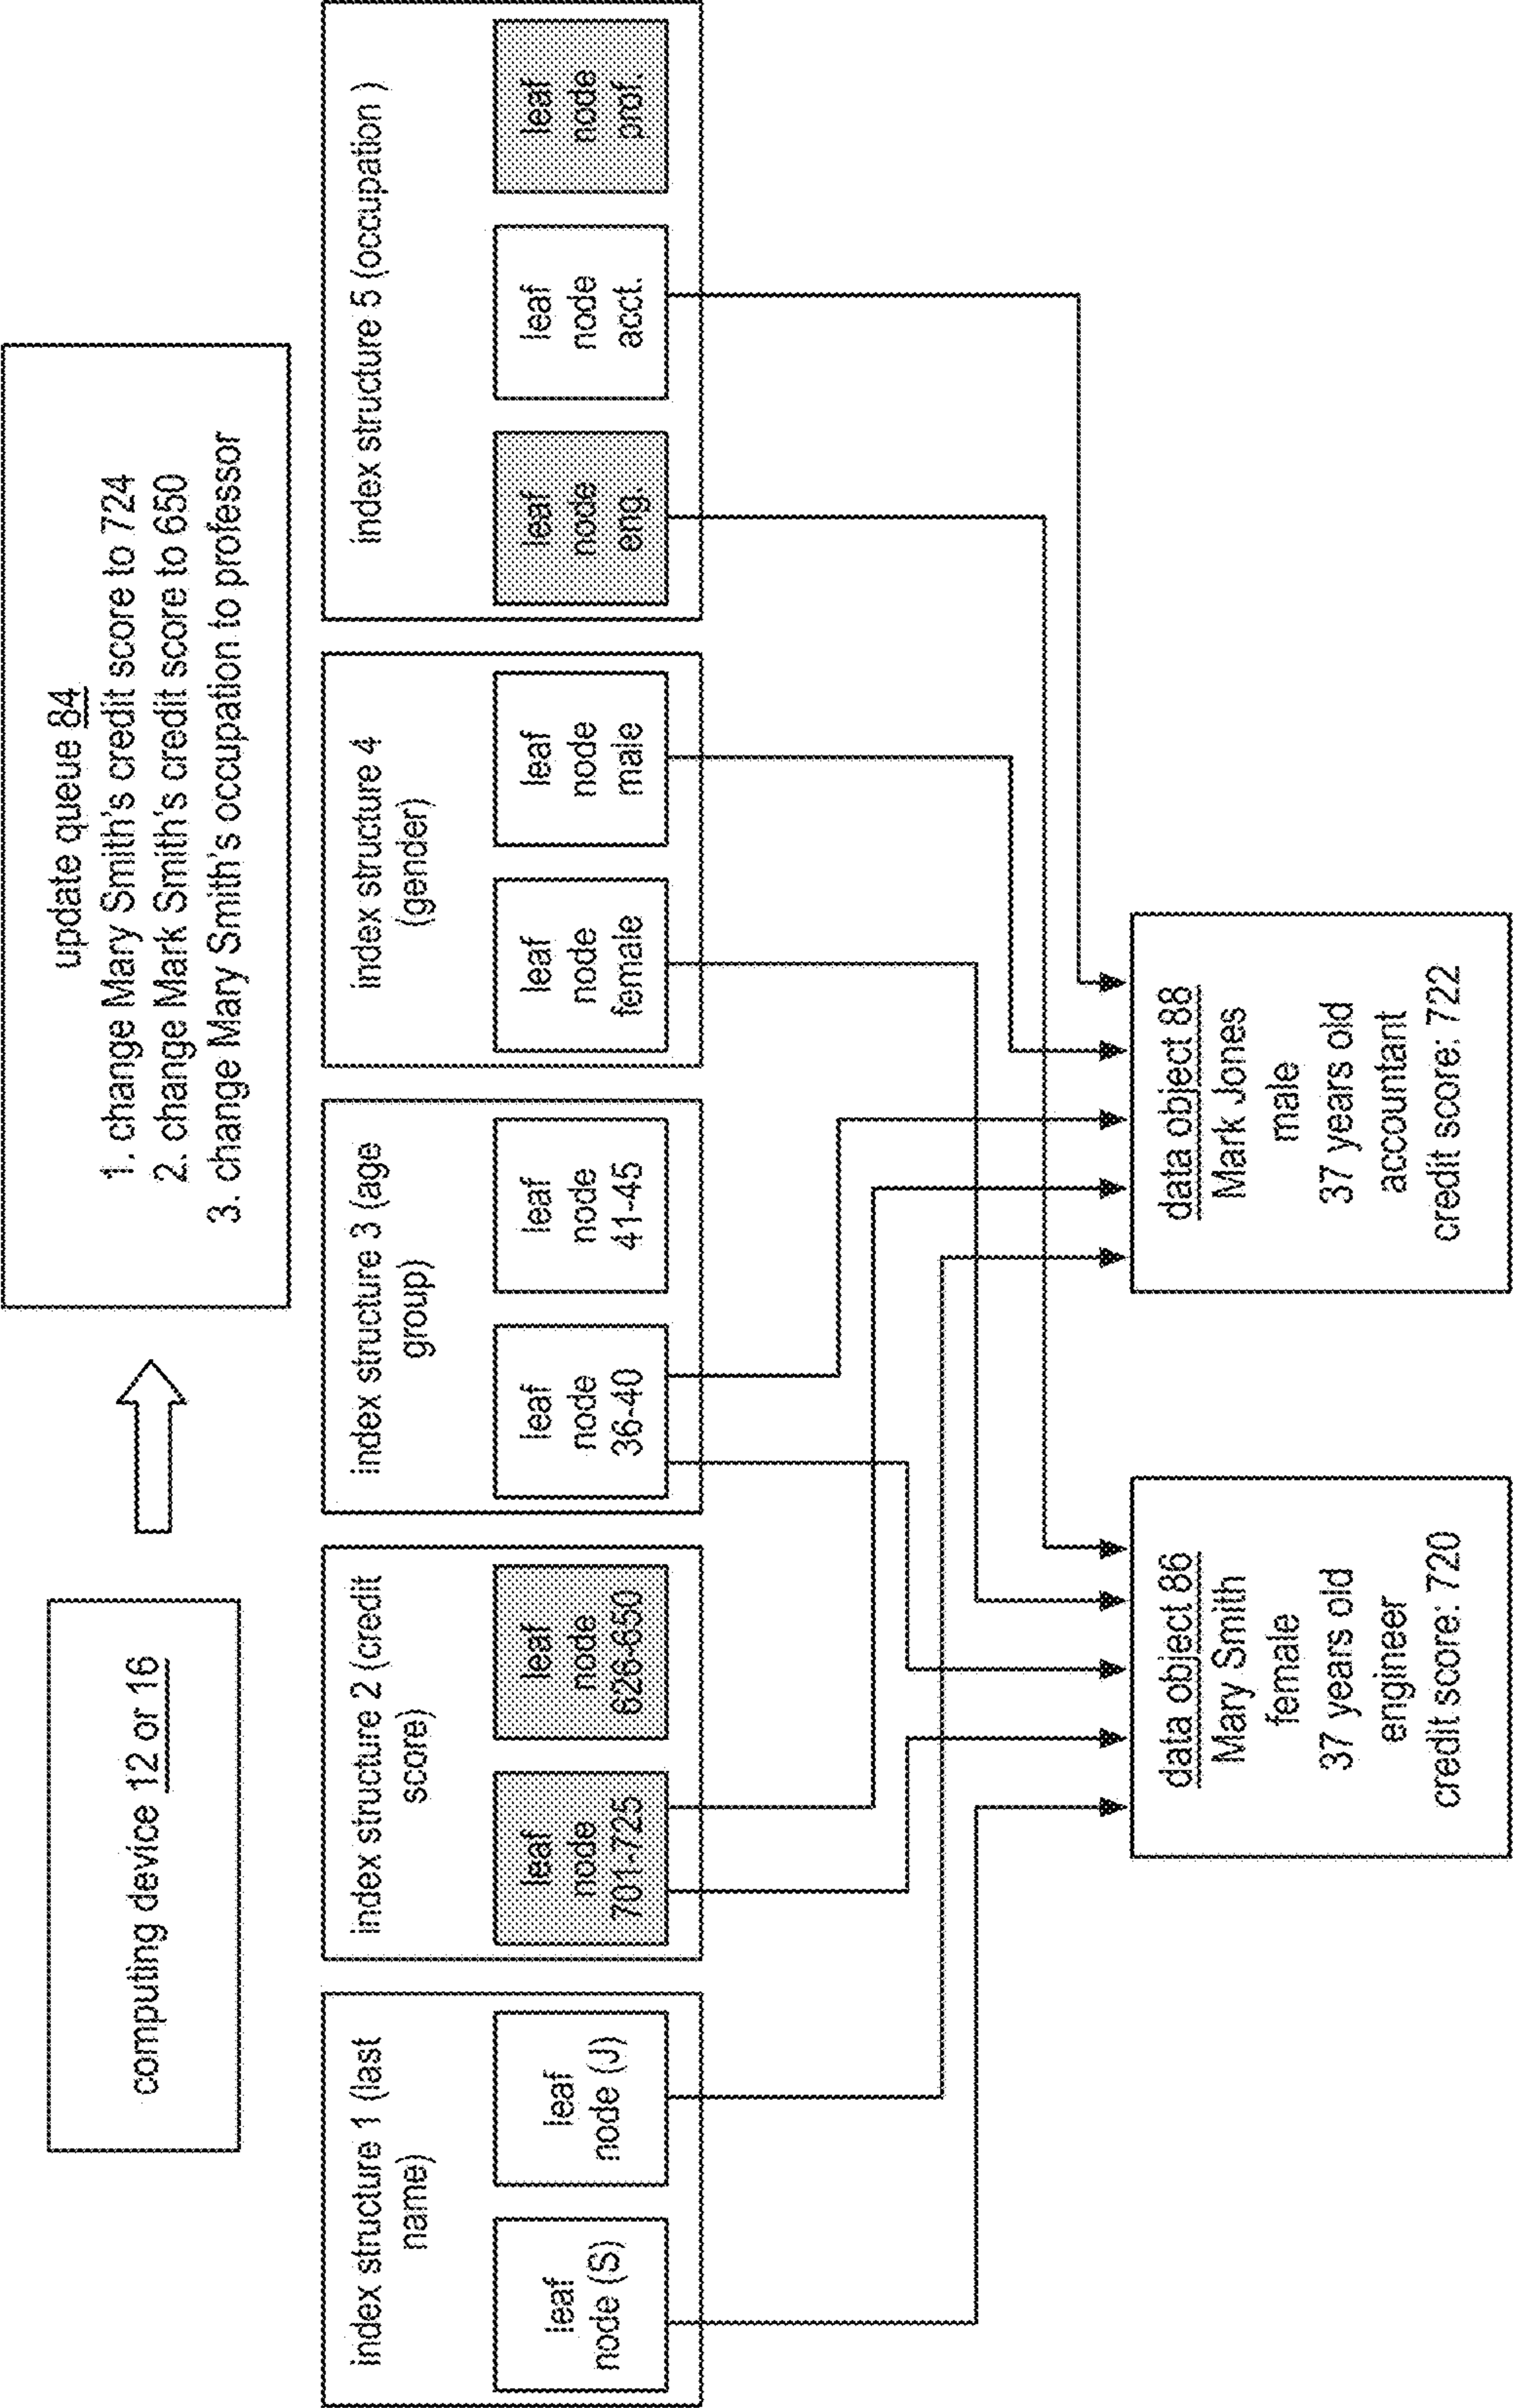 computing device 12 or 16
update queue 84
1. change Mary Smith's credit score to 724
2. change Mark Smith's credit score to 650
3. change Mary Smith's occupation to professor
index structure 1 (last
name)
leaf
node (S)
leaf
node (J)
index structure 2 (credit
score)
leaf
node
701-725
leaf
node
626-650
index structure 3 (age
group)
leaf
node
36-40
leaf
node
41-45
index structure 4
(gender)
leaf
node
female
leaf
node
male
index structure 5 (occupation )
leaf
node
eng.
leaf
node
acct.
leaf
node
prof.
data object 86
Mary Smith
female
37 years old
engineer
credit score: 720
data object 88
Mark Jones
male
37 years old
accountant
credit score: 722